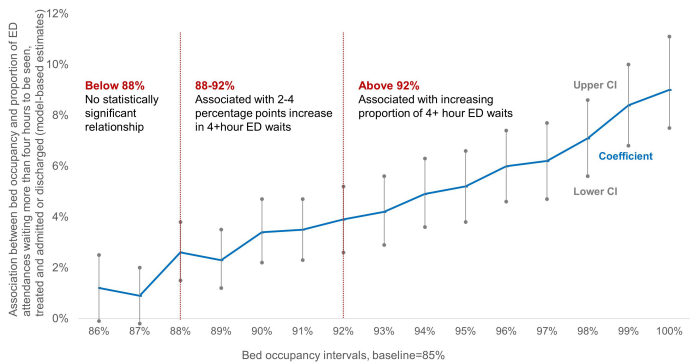 Association between bed occupancy and proportion of ED
attendances waiting more than four hours to be seen,
treated and admitted or discharged (model-based estimates)
12%
10%
8%
6%
4%
2%
0%
Below 88%
No statistically
significant
relationship
88-92%
Associated with 2-4
percentage points increase
in 4+hour ED waits
Above 92%
Associated with increasing
proportion of 4+ hour ED waits
Upper CI
Coefficient
Lower CI
86% 87% 88% 89% 90% 91% 92% 93% 94% 95% 96% 97% 98% 99% 100%
Bed occupancy intervals, baseline=85%